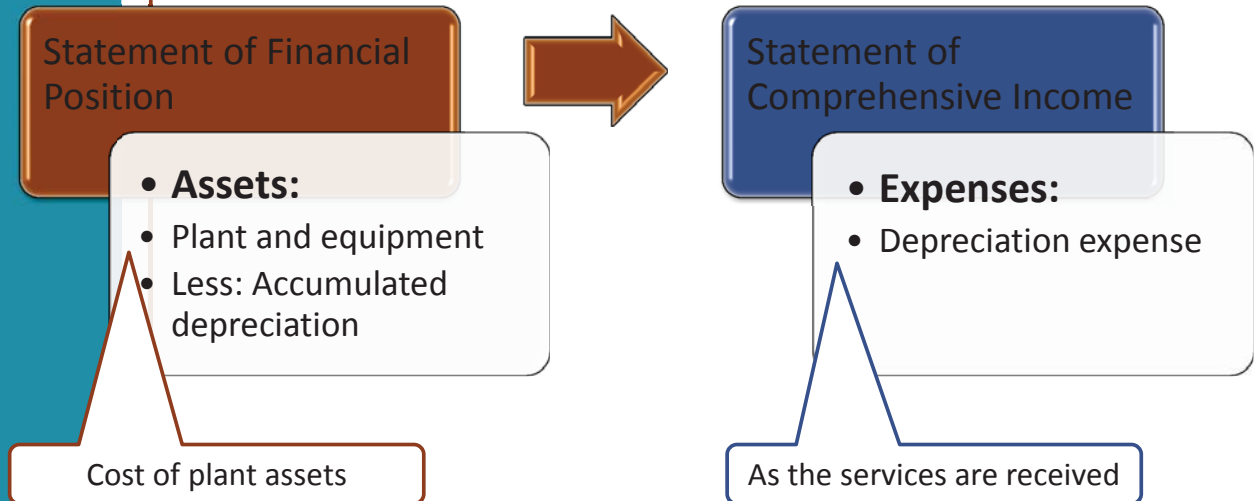 Statement of Financial
Position
• Assets:
• Plant and equipment
• Less: Accumulated
depreciation
Cost of plant assets
Statement of
Comprehensive Income
• Expenses:
• Depreciation expense
As the services are received